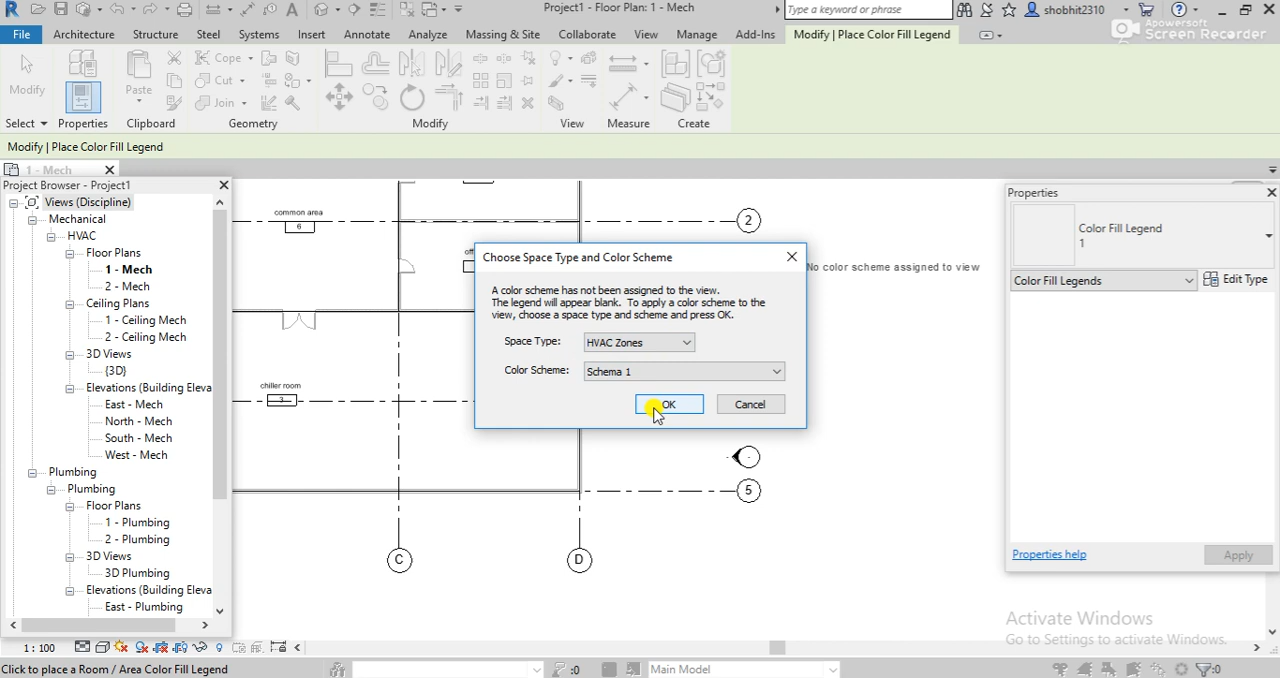 Project1 - Floor Plan: 1 - Mech
Type a keyword or phrase
shobhit2310
File Architecture Structure Steel Systems Insert Annotate Analyze Massing & Site Collaborate View Manage Add-Ins Modify | Place Color Fill Legend
Apowersoft
Screen Recorder
Modify
Paste
Cope
Cut
Join
Select Properties Clipboard Geometry Modify View Measure Create
Modify | Place Color Fill Legend
1 - Mech
Project Browser - Project1
Views (Discipline)
Mechanical
HVAC
Floor Plans
1 - Mech
2 - Mech
Ceiling Plans
1 - Ceiling Mech
2 - Ceiling Mech
3D Views
{3D}
Elevations (Building Eleva
East - Mech
North - Mech
South - Mech
West - Mech
Plumbing
Plumbing
Floor Plans
1 - Plumbing
2 - Plumbing
3D Views
3D Plumbing
Elevations (Building Eleva
East - Plumbing
common area
6
2
chiller room
3
5
C
D
No color scheme assigned to view
Choose Space Type and Color Scheme
A color scheme has not been assigned to the view.
The legend will appear blank. To apply a color scheme to the
view, choose a space type and scheme and press OK.
Space Type: HVAC Zones
Color Scheme: Schema 1
OK Cancel
Properties
Color Fill Legend
1
Color Fill Legends
Edit Type
Properties help
Apply
Activate Windows
Go to Settings to activate Windows.
1 : 100
Click to place a Room / Area Color Fill Legend
:0
Main Model
:0